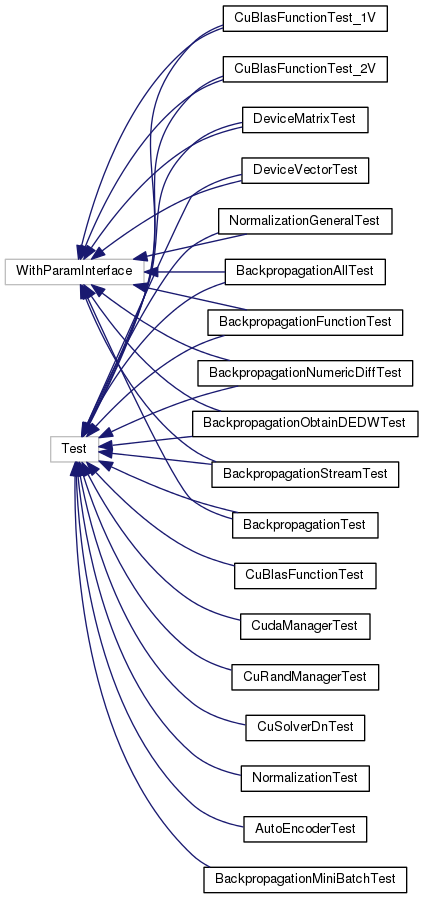 CuBlasFunctionTest_1V
CuBlasFunctionTest_2V
DeviceMatrixTest
DeviceVectorTest
NormalizationGeneralTest
WithParamInterface
BackpropagationAllTest
BackpropagationFunctionTest
BackpropagationNumericDiffTest
BackpropagationObtainDEDWTest
Test
BackpropagationStreamTest
BackpropagationTest
CuBlasFunctionTest
CudaManagerTest
CuRandManagerTest
CuSolverDnTest
NormalizationTest
AutoEncoderTest
BackpropagationMiniBatchTest